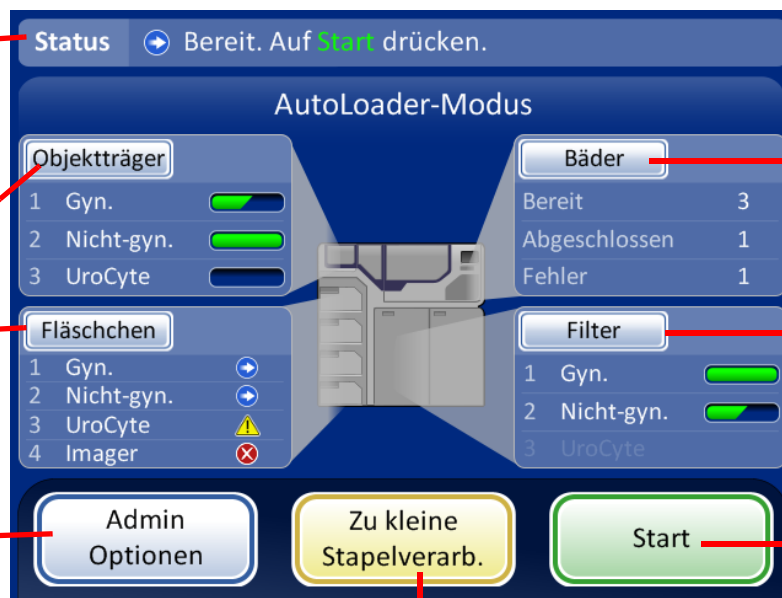 Status Bereit. Auf Start drücken.
AutoLoader-Modus
Objektträger
1 Gyn.
2 Nicht-gyn.
3 UroCyte
Bäder
Bereit 3
Abgeschlossen 1
Fehler 1
Fläschchen
1 Gyn.
2 Nicht-gyn.
3 UroCyte
4 Imager
Filter
1 Gyn.
2 Nicht-gyn.
3 UroCyte
Admin
Optionen
Zu kleine
Stapelverarb.
Start